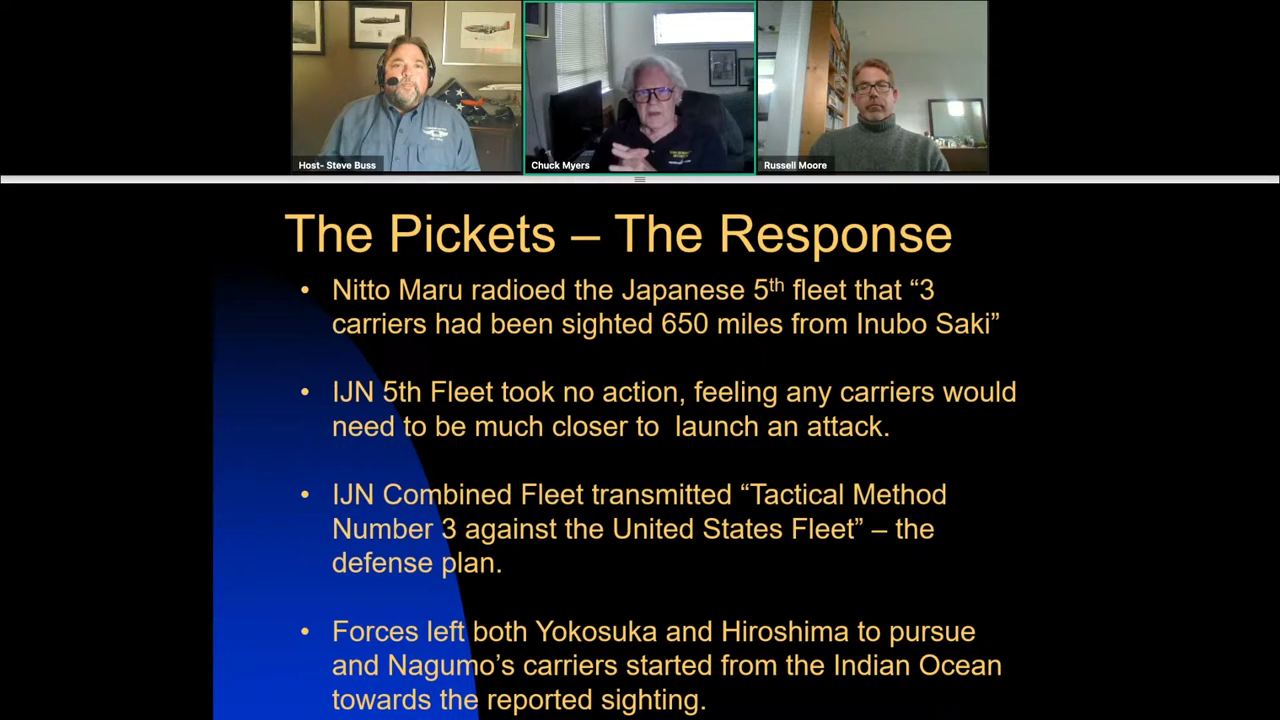 Host- Steve Buss
Chuck Myers
Russell Moore
The Pickets – The Response
• Nitto Maru radioed the Japanese 5th fleet that “3
carriers had been sighted 650 miles from Inubo Saki”
• IJN 5th Fleet took no action, feeling any carriers would
need to be much closer to  launch an attack.
• IJN Combined Fleet transmitted “Tactical Method
Number 3 against the United States Fleet” – the
defense plan.
• Forces left both Yokosuka and Hiroshima to pursue
and Nagumo’s carriers started from the Indian Ocean
towards the reported sighting.